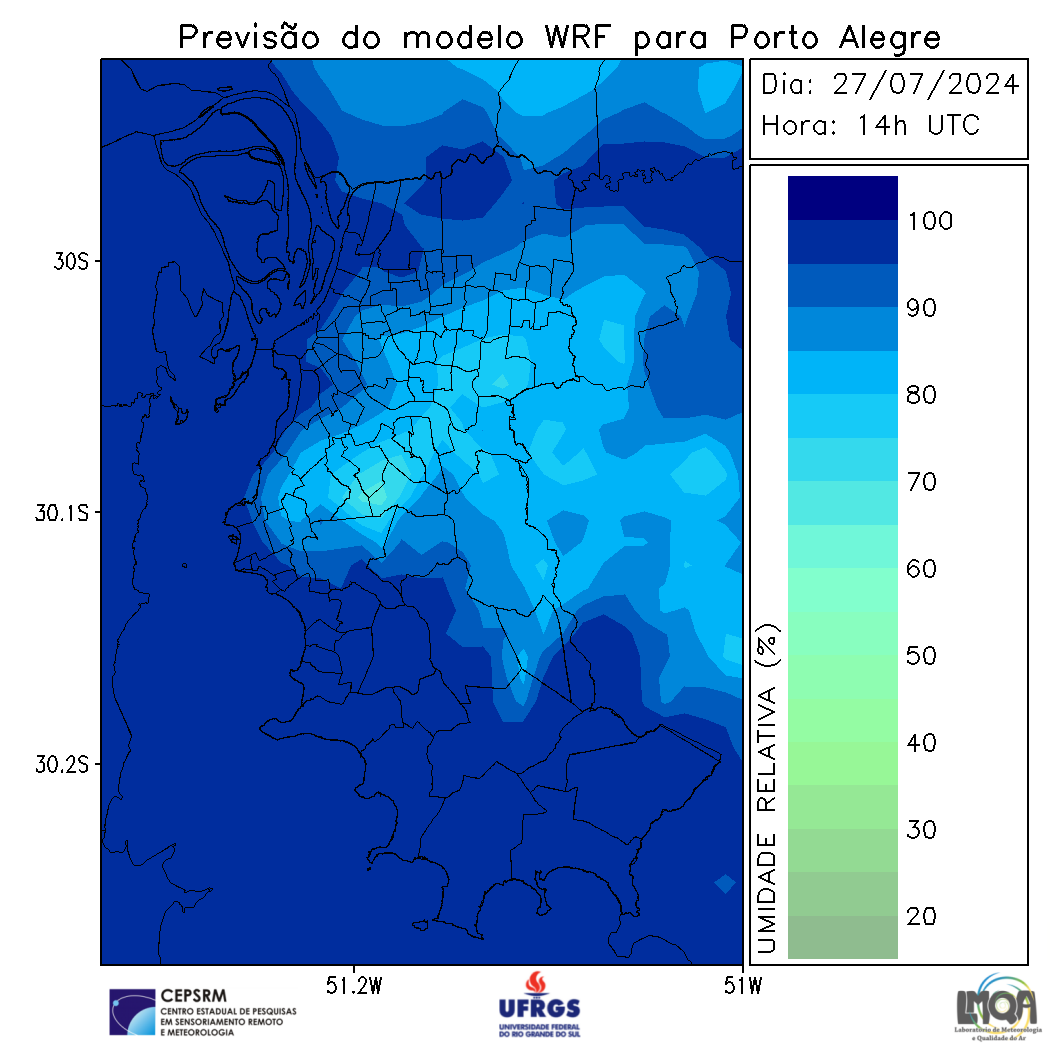 Previsão do modelo WRF para Porto Alegre
Dia: 27/07/2024
Hora: 14h UTC
30S
30.1S
30.2S
51.2W
51W
100
90
80
70
60
50
40
30
20
UMIDADE RELATIVA (%)
CEPSRM
CENTRO ESTADUAL DE PESQUISAS
EM SENSORIAMENTO REMOTO
E METEOROLOGIA
UFRGS
UNIVERSIDADE FEDERAL
DO RIO GRANDE DO SUL
LMQA
Laboratório de Meteorologia
e Qualidade do Ar